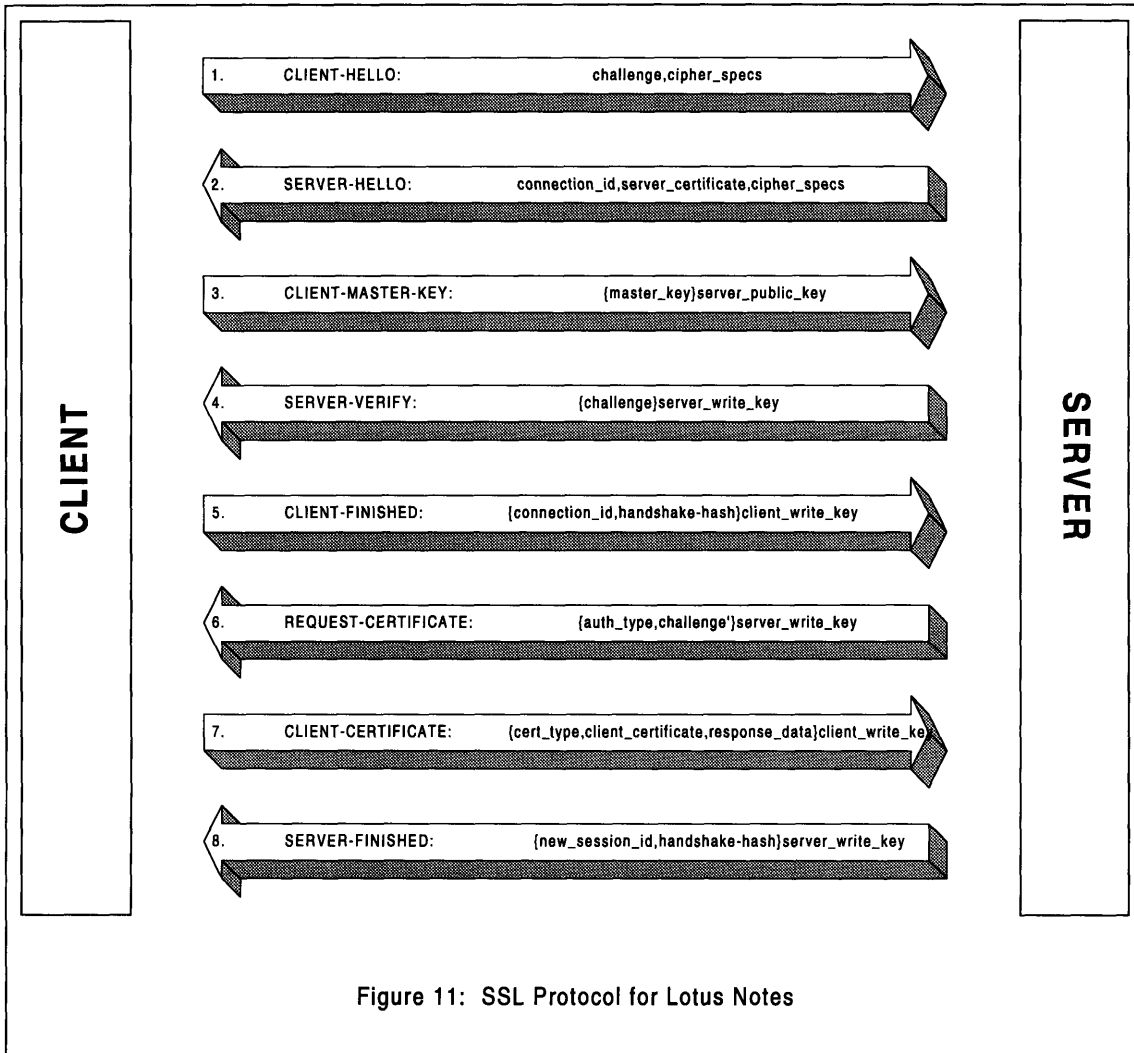 CLIENT
SERVER
1. CLIENT-HELLO: challenge,cipher_specs
2. SERVER-HELLO: connection_id,server_certificate,cipher_specs
3. CLIENT-MASTER-KEY: {master_key}server_public_key
4. SERVER-VERIFY: {challenge}server_write_key
5. CLIENT-FINISHED: {connection_id,handshake-hash}client_write_key
6. REQUEST-CERTIFICATE: {auth_type,challenge'}server_write_key
7. CLIENT-CERTIFICATE: {cert_type,client_certificate,response_data}client_write_key
8. SERVER-FINISHED: {new_session_id,handshake-hash}server_write_key
Figure 11: SSL Protocol for Lotus Notes